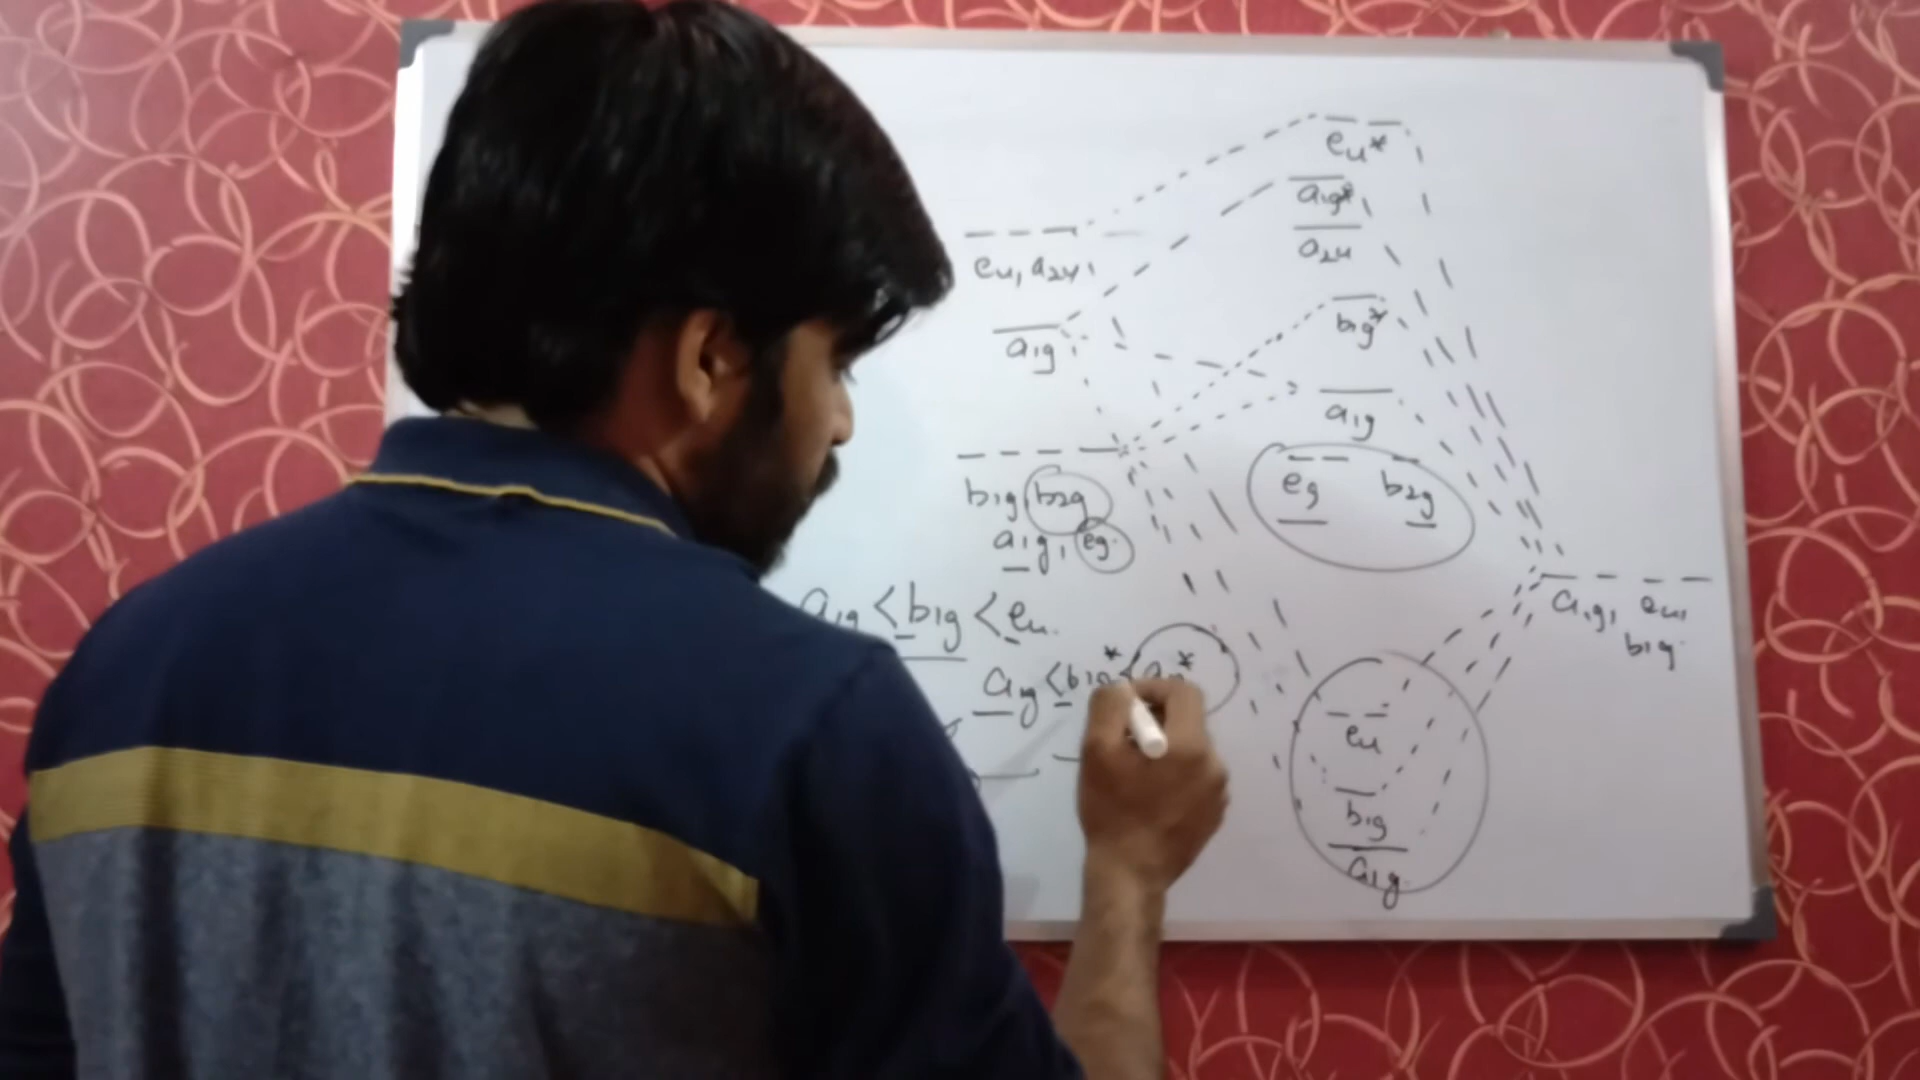 eu*
a1g*
a2u
eu, a2u
b1g*
a1g
a1g
eg b2g
b1g, b2g
a1g, eg
a1g, eu,
b1g
a1g < b1g < eu
a1g < b1g* <
eu
b1g
a1g